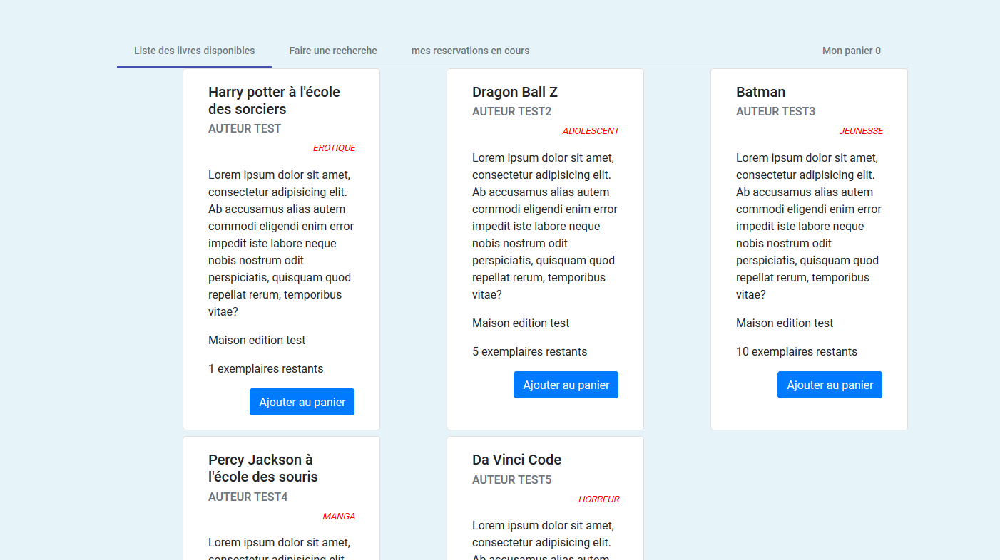 Liste des livres disponibles
Faire une recherche
mes reservations en cours
Mon panier 0
Harry potter à l'école
des sorciers
AUTEUR TEST
EROTIQUE
Lorem ipsum dolor sit amet,
consectetur adipisicing elit.
Ab accusamus alias autem
commodi eligendi enim error
impedit iste labore neque
nobis nostrum odit
perspiciatis, quisquam quod
repellat rerum, temporibus
vitae?
Maison edition test
1 exemplaires restants
Ajouter au panier
Dragon Ball Z
AUTEUR TEST2
ADOLESCENT
Lorem ipsum dolor sit amet,
consectetur adipisicing elit.
Ab accusamus alias autem
commodi eligendi enim error
impedit iste labore neque
nobis nostrum odit
perspiciatis, quisquam quod
repellat rerum, temporibus
vitae?
Maison edition test
5 exemplaires restants
Ajouter au panier
Batman
AUTEUR TEST3
JEUNESSE
Lorem ipsum dolor sit amet,
consectetur adipisicing elit.
Ab accusamus alias autem
commodi eligendi enim error
impedit iste labore neque
nobis nostrum odit
perspiciatis, quisquam quod
repellat rerum, temporibus
vitae?
Maison edition test
10 exemplaires restants
Ajouter au panier
Percy Jackson à
l'école des souris
AUTEUR TEST4
MANGA
Lorem ipsum dolor sit amet,
consectetur adipisicing elit.
Da Vinci Code
AUTEUR TEST5
HORREUR
Lorem ipsum dolor sit amet,
consectetur adipisicing elit.
Ab accusamus alias autem